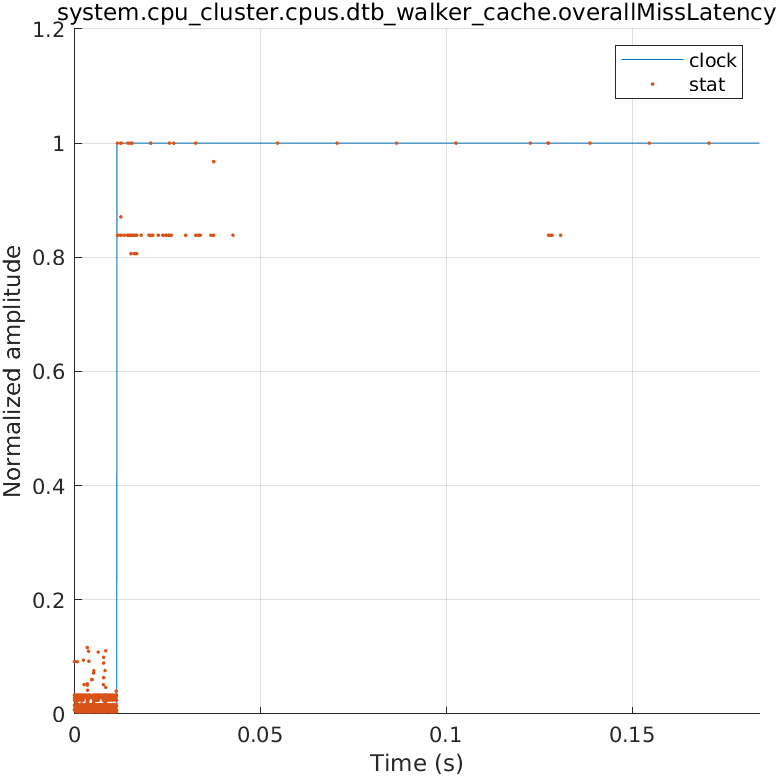 system.cpu_cluster.cpus.dtb_walker_cache.overallMissLatency
1.2
1
0.8
0.6
0.4
0.2
0
Normalized amplitude
clock
stat
0
0.05
0.1
0.15
Time (s)